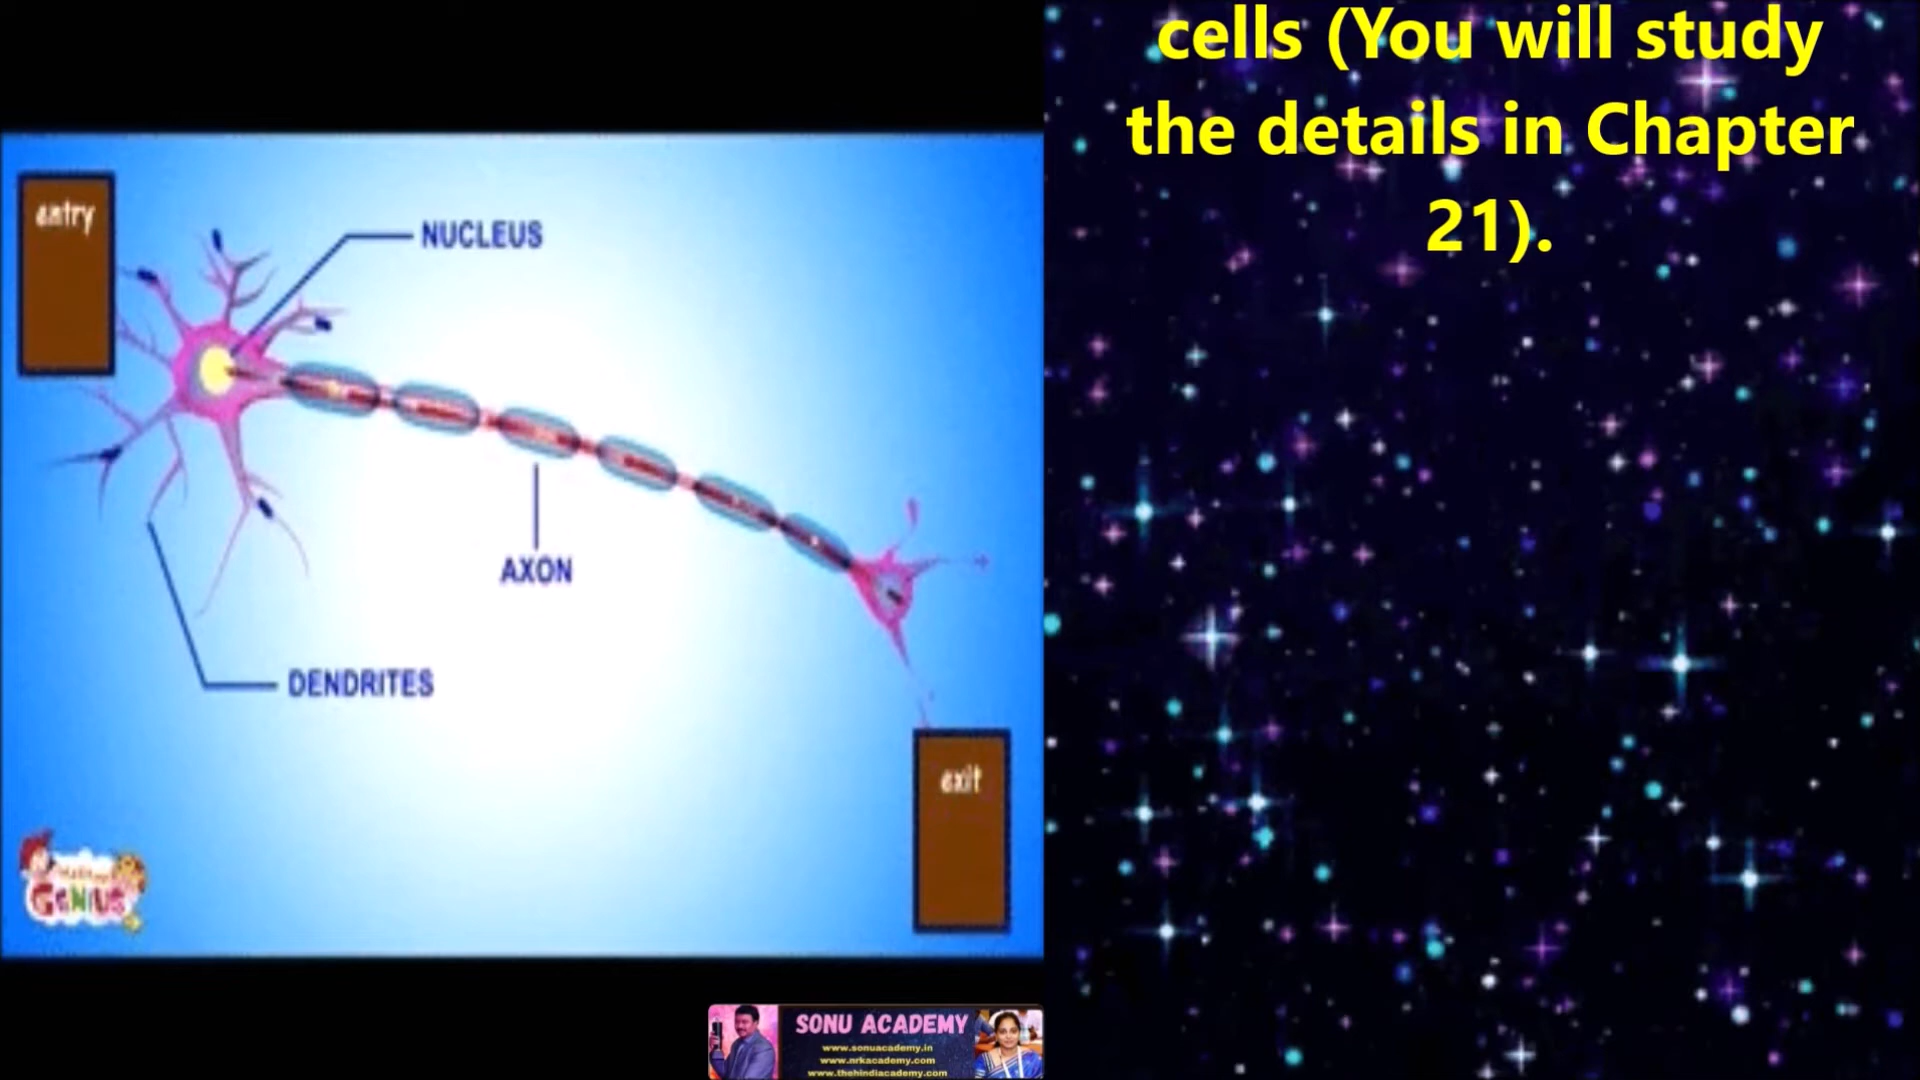 cells (You will study
the details in Chapter
21).
entry
NUCLEUS
AXON
DENDRITES
exit
GENIUS
SONU ACADEMY
www.sonuacademy.in
www.nrkacademy.com
www.thehindiacademy.com